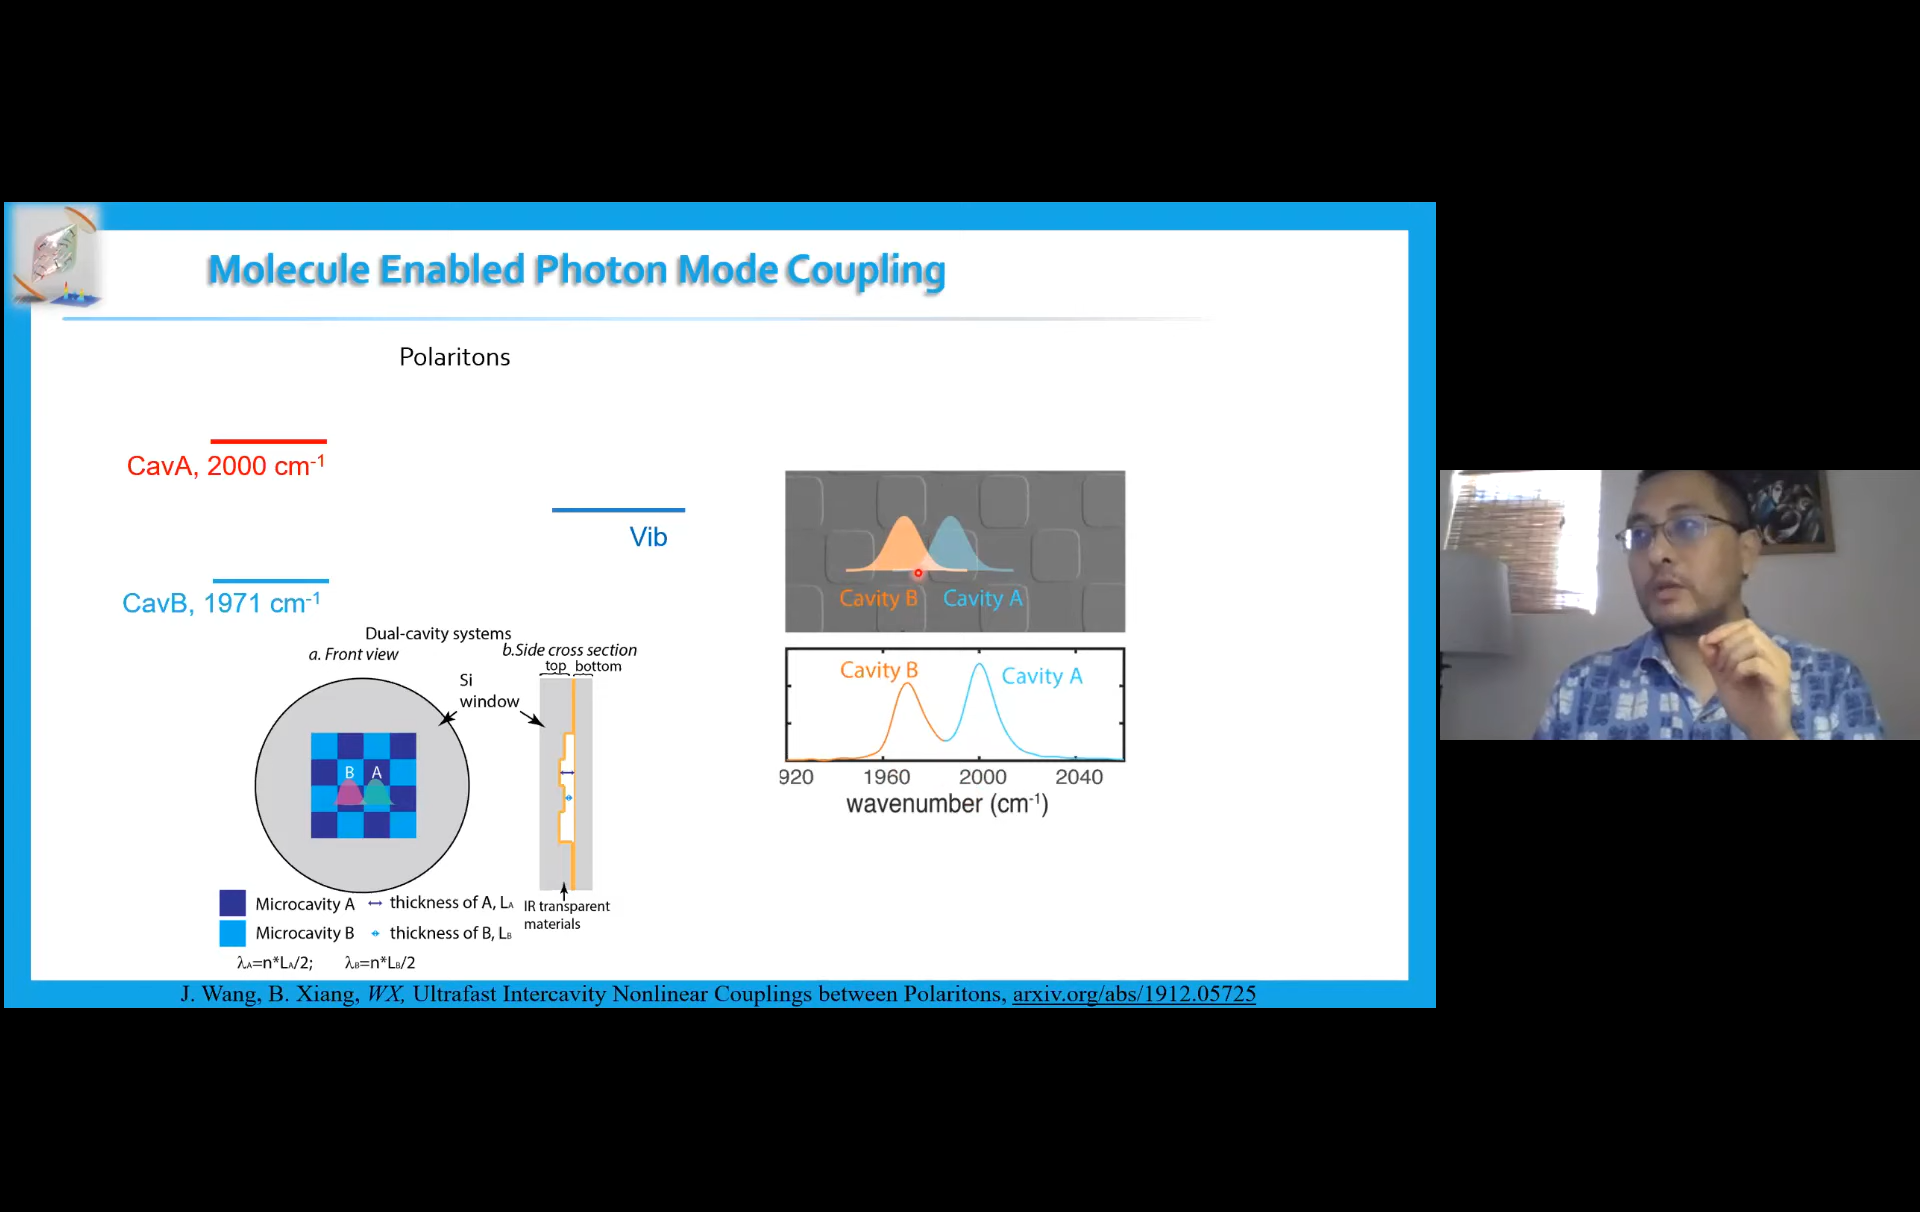 Molecule Enabled Photon Mode Coupling
Polaritons
CavA, 2000 cm-1
Vib
CavB, 1971 cm-1
Dual-cavity systems
a. Front view
b.Side cross section
top bottom
Si
window
B A
Microcavity A
thickness of A, LA
Microcavity B
thickness of B, LB
IR transparent
materials
λA=n*LA/2; λB=n*LB/2
Cavity B Cavity A
Cavity B Cavity A
920 1960 2000 2040
wavenumber (cm-1)
J. Wang, B. Xiang, WX, Ultrafast Intercavity Nonlinear Couplings between Polaritons, arxiv.org/abs/1912.05725